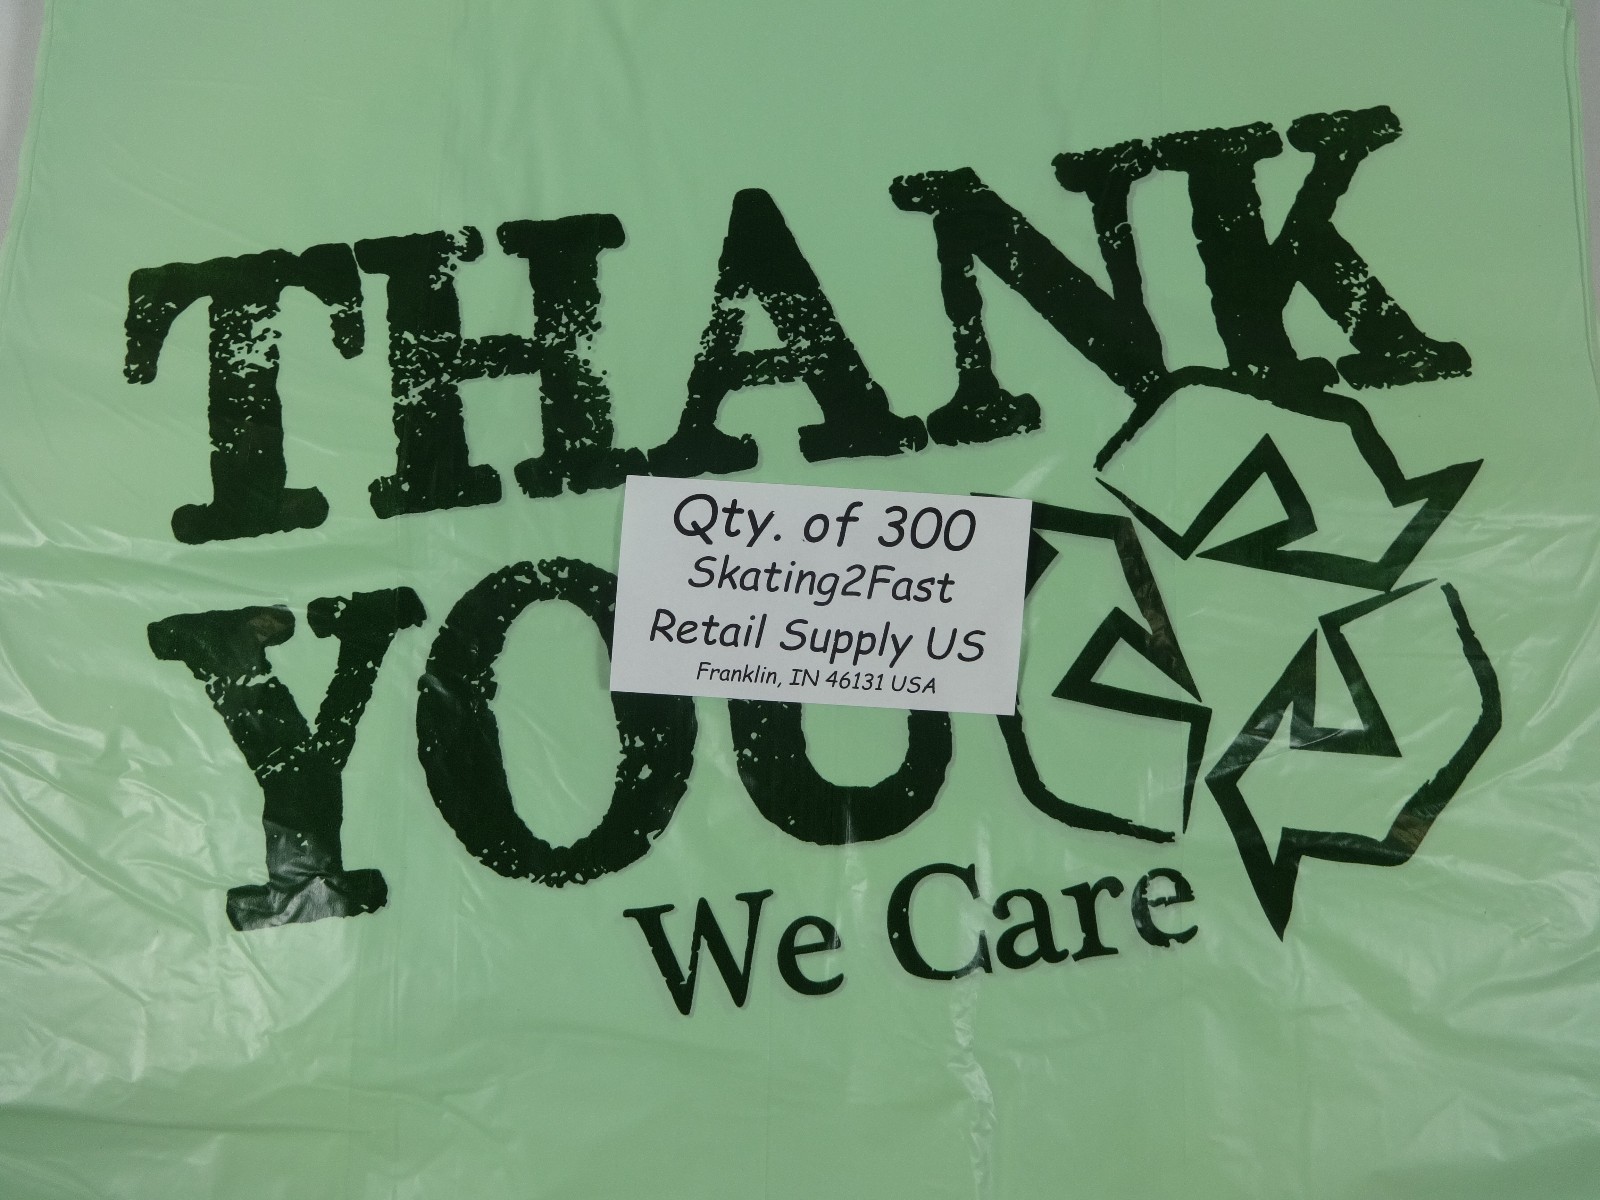 THANK
YOU
Qty. of 300
Skating2Fast
Retail Supply US
Franklin, IN 46131 USA
We Care